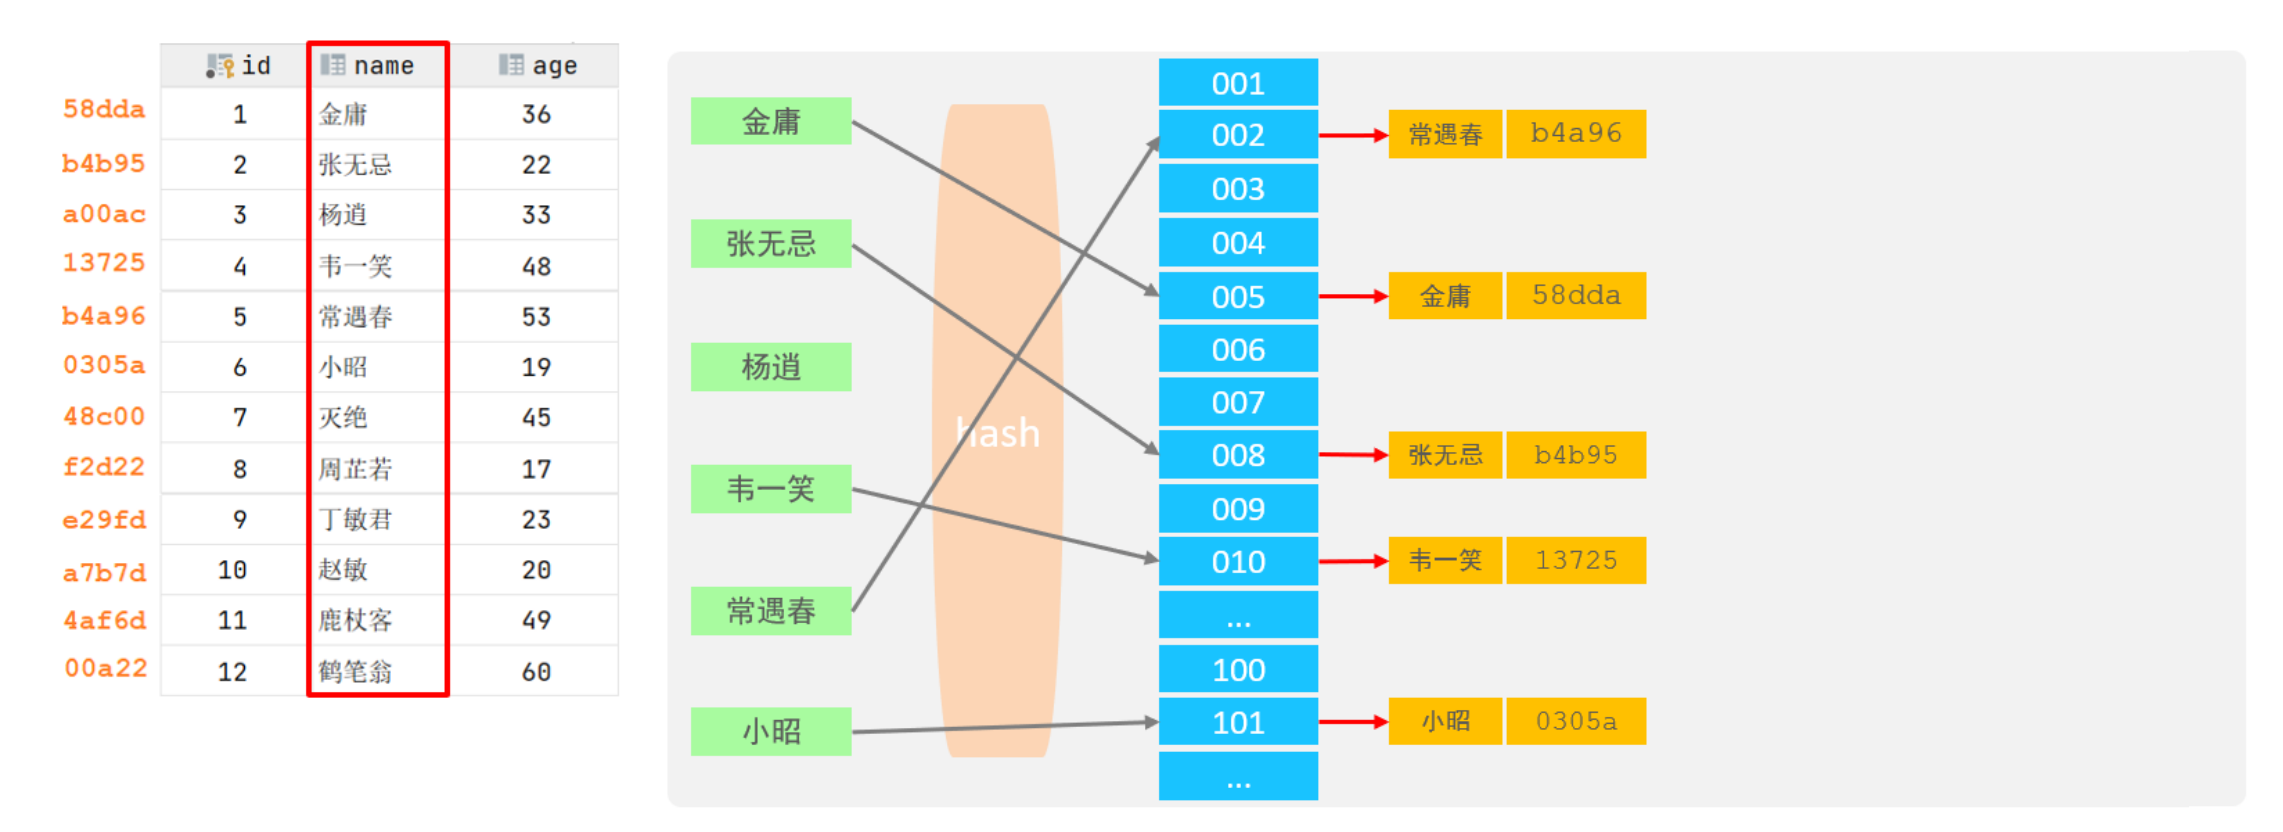 id name age
58dda 1 金庸 36
b4b95 2 张无忌 22
a00ac 3 杨逍 33
13725 4 韦一笑 48
b4a96 5 常遇春 53
0305a 6 小昭 19
48c00 7 灭绝 45
f2d22 8 周芷若 17
e29fd 9 丁敏君 23
a7b7d 10 赵敏 20
4af6d 11 鹿杖客 49
00a22 12 鹤笔翁 60
金庸
张无忌
杨逍
韦一笑
常遇春
小昭
hash
001
002 常遇春 b4a96
003
004
005 金庸 58dda
006
007
008 张无忌 b4b95
009
010 韦一笑 13725
...
100
101 小昭 0305a
...